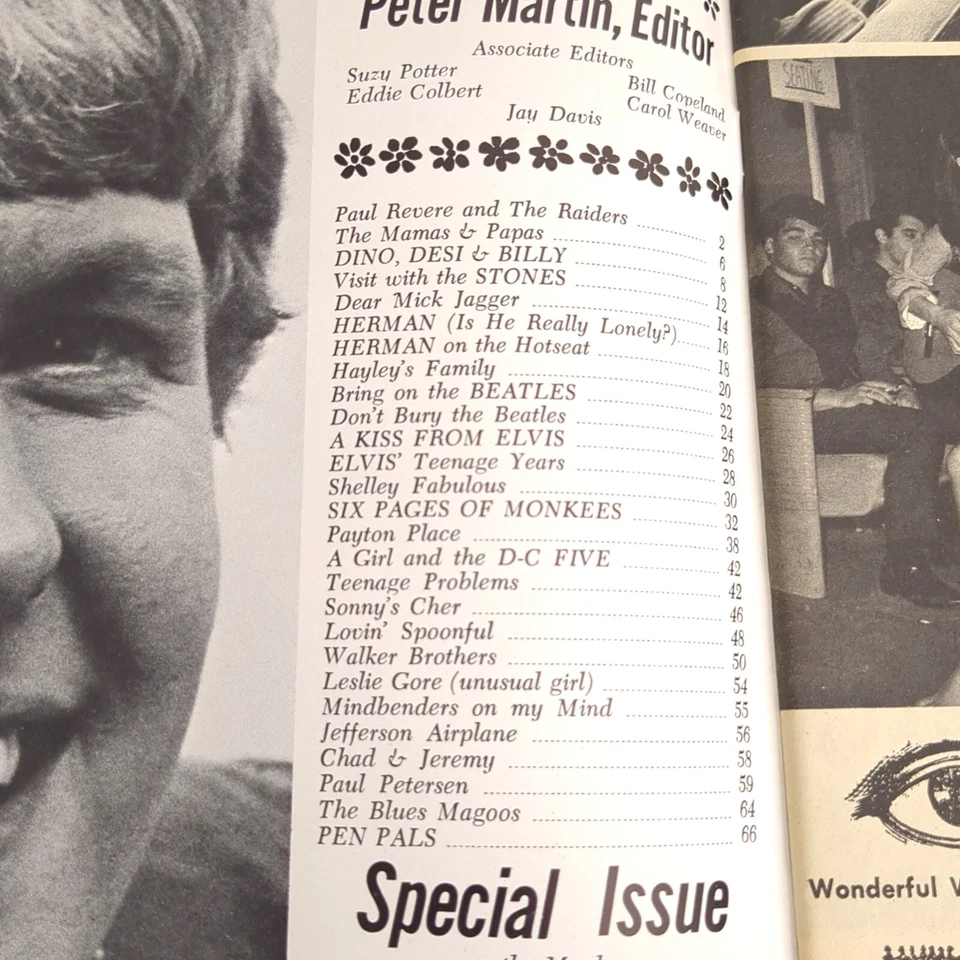 Peter Martin, Editor
Associate Editors
Suzy Potter
Eddie Colbert
Bill Copeland
Carol Weaver
Jay Davis
Paul Revere and The Raiders 2
The Mamas & Papas 6
DINO, DESI & BILLY 8
Visit with the STONES 12
Dear Mick Jagger 14
HERMAN (Is He Really Lonely?) 16
HERMAN on the Hotseat 18
Hayley's Family 20
Bring on the BEATLES 22
Don't Bury the Beatles 24
A KISS FROM ELVIS 26
ELVIS' Teenage Years 28
Shelley Fabulous 30
SIX PAGES OF MONKEES 32
Payton Place 38
A Girl and the D-C FIVE 42
Teenage Problems 42
Sonny's Cher 46
Lovin' Spoonful 48
Walker Brothers 50
Leslie Gore (unusual girl) 54
Mindbenders on my Mind 55
Jefferson Airplane 56
Chad & Jeremy 58
Paul Petersen 59
The Blues Magoos 64
PEN PALS 66
Special Issue
SEATING
Wonderful